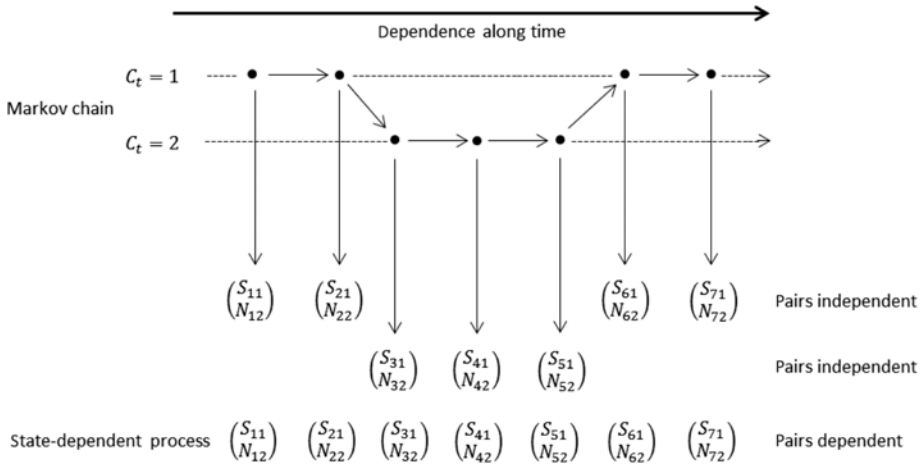 Dependence along time
C_t = 1
Markov chain
C_t = 2
(S_11 N_12) (S_21 N_22) (S_61 N_62) (S_71 N_72) Pairs independent
(S_31 N_32) (S_41 N_42) (S_51 N_52) Pairs independent
State-dependent process (S_11 N_12) (S_21 N_22) (S_31 N_32) (S_41 N_42) (S_51 N_52) (S_61 N_62) (S_71 N_72) Pairs dependent